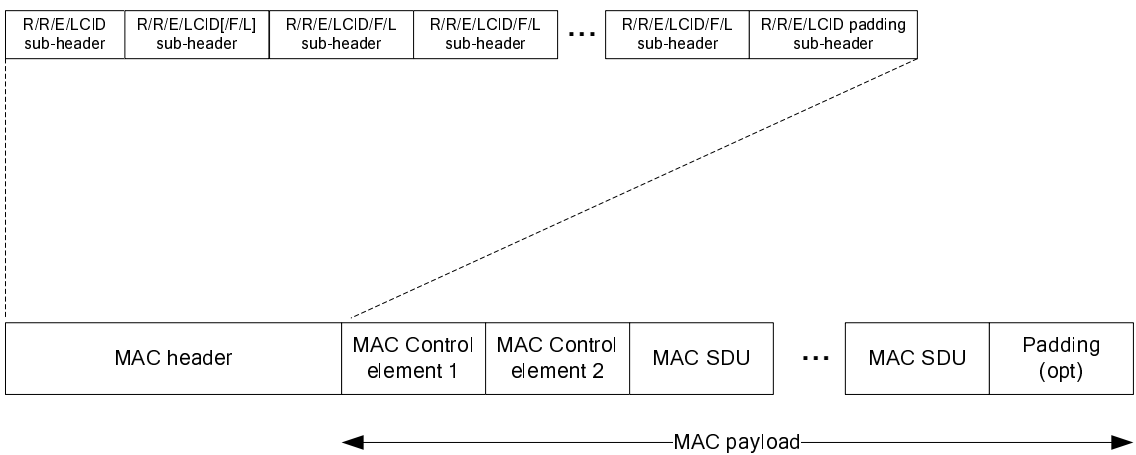 R/R/E/LCID
sub-header
R/R/E/LCID[/F/L]
sub-header
R/R/E/LCID/F/L
sub-header
R/R/E/LCID/F/L
sub-header
...
R/R/E/LCID/F/L
sub-header
R/R/E/LCID padding
sub-header
MAC header
MAC Control
element 1
MAC Control
element 2
MAC SDU
...
MAC SDU
Padding
(opt)
MAC payload